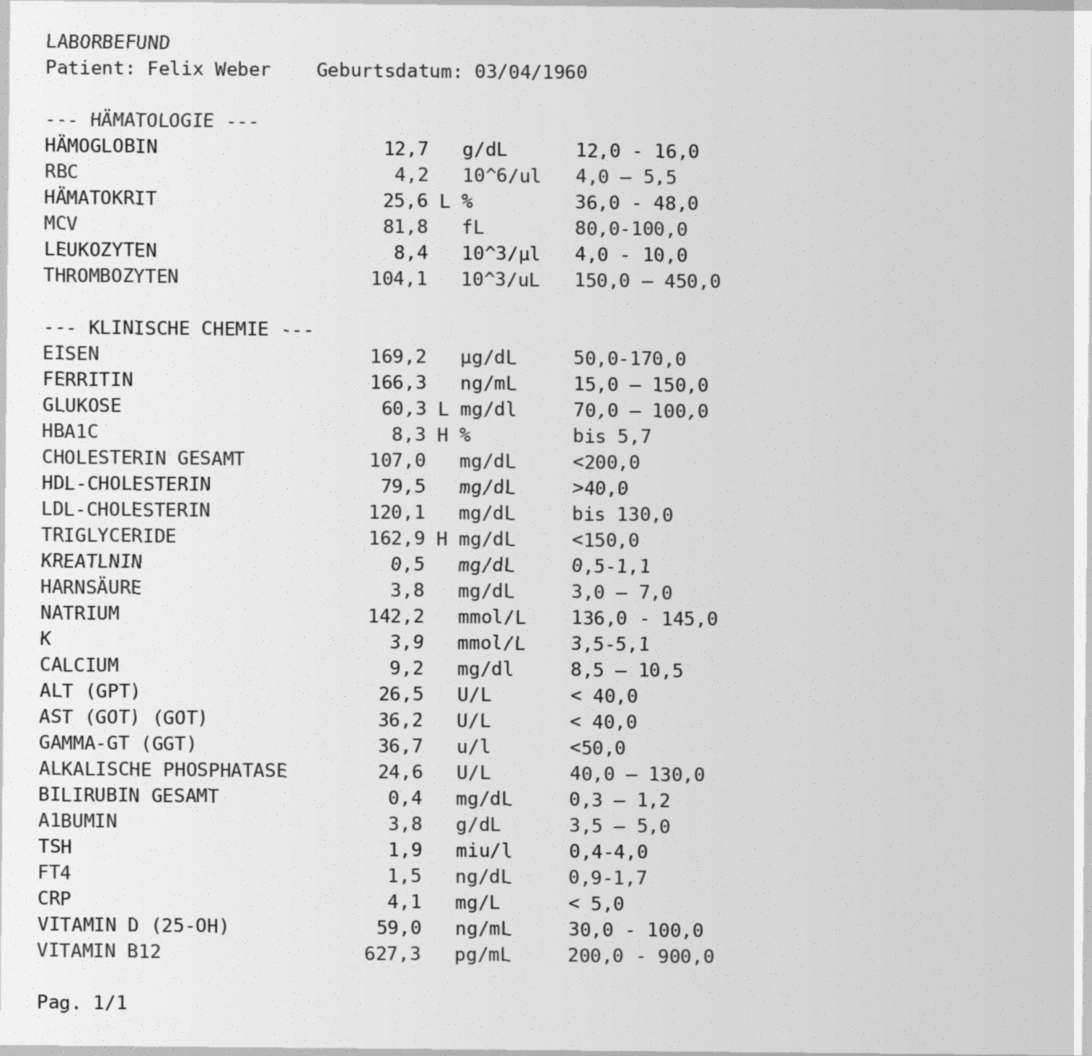 LABORBEFUND
Patient: Felix Weber    Geburtsdatum: 03/04/1960

--- HÄMATOLOGIE ---
HÄMOGLOBIN 12,7 g/dL 12,0 - 16,0
RBC 4,2 10^6/ul 4,0 – 5,5
HÄMATOKRIT 25,6 L % 36,0 - 48,0
MCV 81,8 fL 80,0-100,0
LEUKOZYTEN 8,4 10^3/µl 4,0 - 10,0
THROMBOZYTEN 104,1 10^3/uL 150,0 – 450,0

--- KLINISCHE CHEMIE ---
EISEN 169,2 µg/dL 50,0-170,0
FERRITIN 166,3 ng/mL 15,0 – 150,0
GLUKOSE 60,3 L mg/dl 70,0 – 100,0
HBA1C 8,3 H % bis 5,7
CHOLESTERIN GESAMT 107,0 mg/dL <200,0
HDL-CHOLESTERIN 79,5 mg/dL >40,0
LDL-CHOLESTERIN 120,1 mg/dL bis 130,0
TRIGLYCERIDE 162,9 H mg/dL <150,0
KREATLNIN 0,5 mg/dL 0,5-1,1
HARNSÄURE 3,8 mg/dL 3,0 – 7,0
NATRIUM 142,2 mmol/L 136,0 - 145,0
K 3,9 mmol/L 3,5-5,1
CALCIUM 9,2 mg/dl 8,5 – 10,5
ALT (GPT) 26,5 U/L < 40,0
AST (GOT) (GOT) 36,2 U/L < 40,0
GAMMA-GT (GGT) 36,7 u/l <50,0
ALKALISCHE PHOSPHATASE 24,6 U/L 40,0 – 130,0
BILIRUBIN GESAMT 0,4 mg/dL 0,3 – 1,2
A1BUMIN 3,8 g/dL 3,5 – 5,0
TSH 1,9 miu/l 0,4-4,0
FT4 1,5 ng/dL 0,9-1,7
CRP 4,1 mg/L < 5,0
VITAMIN D (25-OH) 59,0 ng/mL 30,0 - 100,0
VITAMIN B12 627,3 pg/mL 200,0 - 900,0

Pag. 1/1